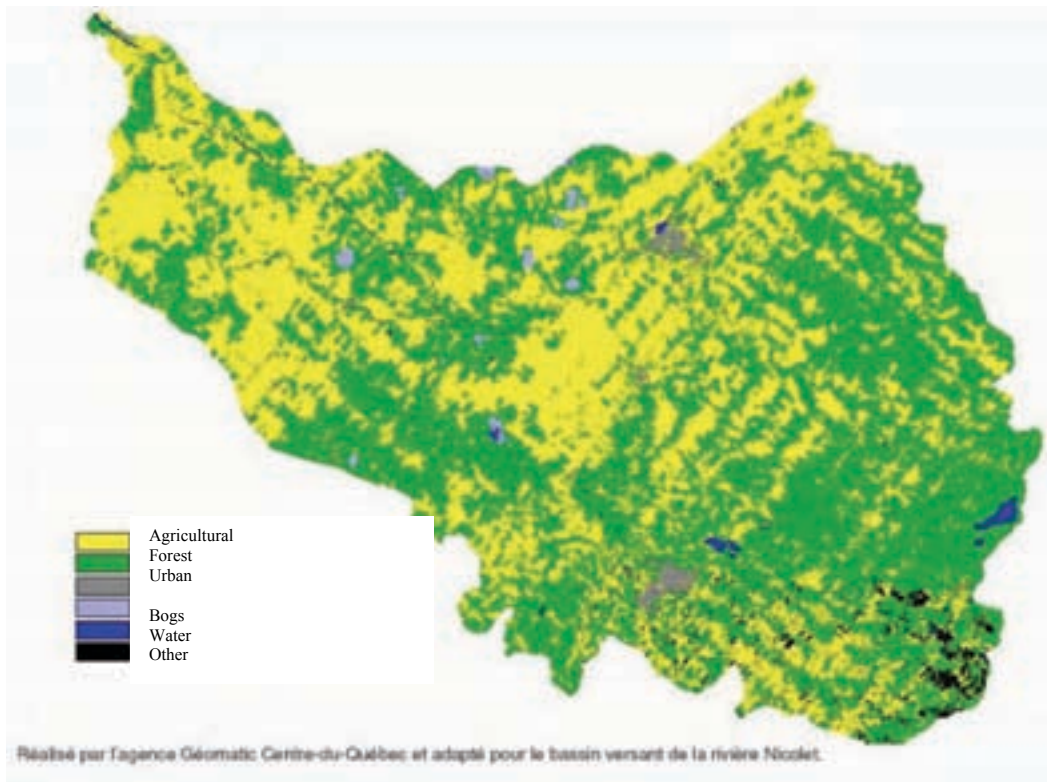 Agricultural
Forest
Urban
Bogs
Water
Other
Réalisé par l'agence Géomatic Centre-du-Québec et adapté pour le bassin versant de la rivière Nicolet.